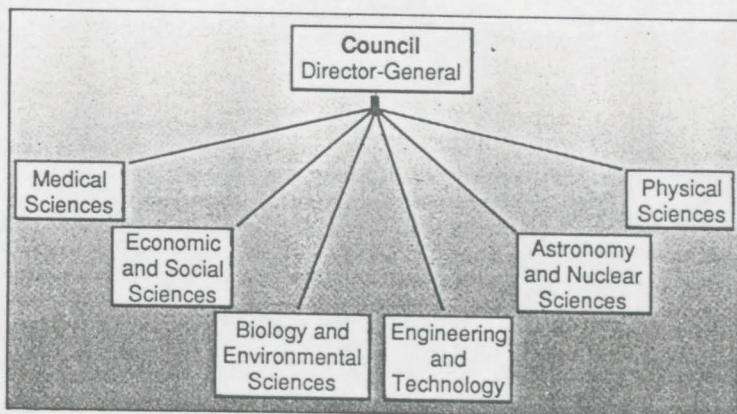 Council
Director-General
Medical
Sciences
Physical
Sciences
Economic
and Social
Sciences
Astronomy
and Nuclear
Sciences
Biology and
Environmental
Sciences
Engineering
and
Technology